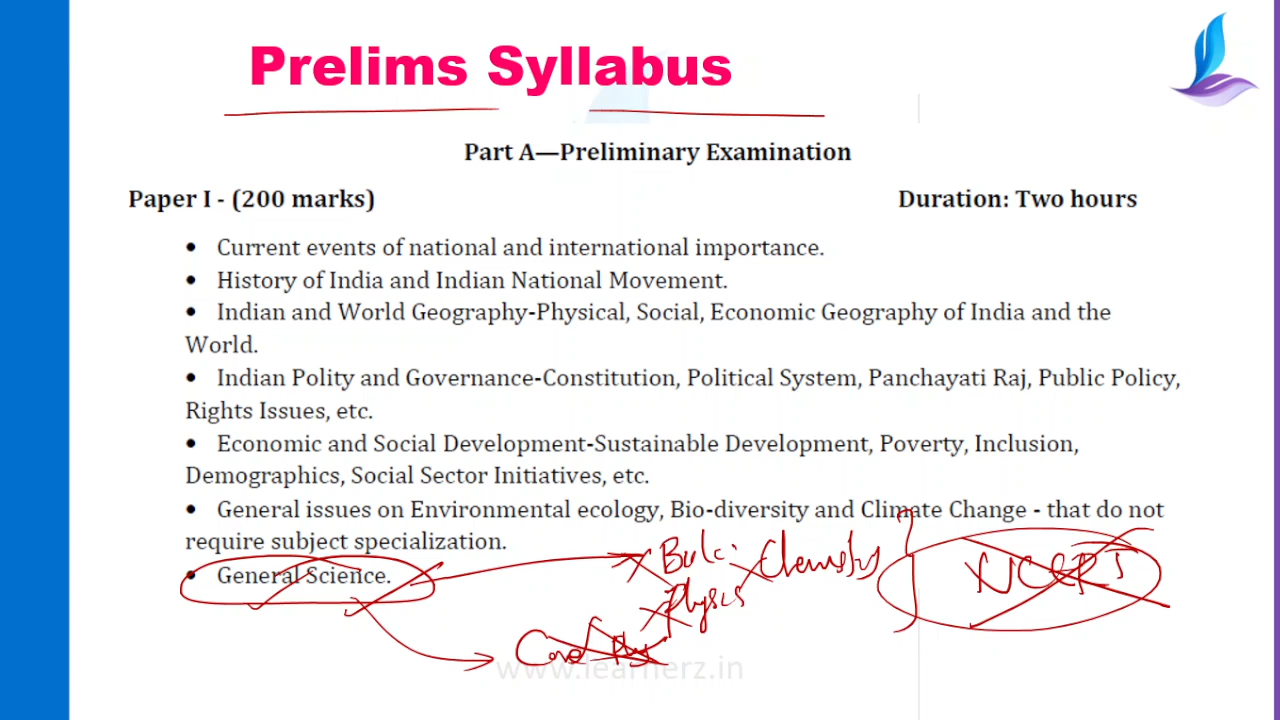 Prelims Syllabus
Part A—Preliminary Examination
Paper I - (200 marks) Duration: Two hours
• Current events of national and international importance.
• History of India and Indian National Movement.
• Indian and World Geography-Physical, Social, Economic Geography of India and the
World.
• Indian Polity and Governance-Constitution, Political System, Panchayati Raj, Public Policy,
Rights Issues, etc.
• Economic and Social Development-Sustainable Development, Poverty, Inclusion,
Demographics, Social Sector Initiatives, etc.
• General issues on Environmental ecology, Bio-diversity and Climate Change - that do not
require subject specialization.
• General Science.
Chemistry
Physics
NCERT
www.learnerz.in